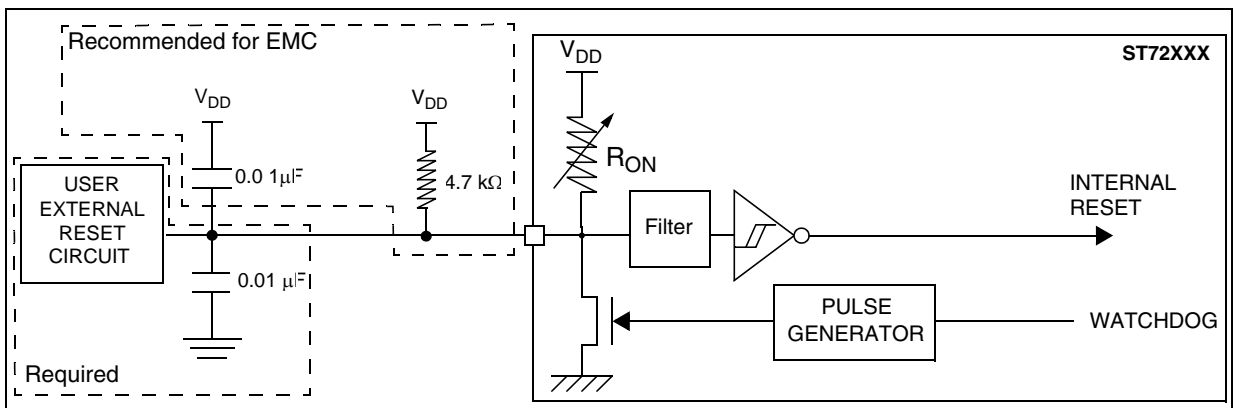 Recommended for EMC
V_DD
V_DD
USER
EXTERNAL
RESET
CIRCUIT
0.0 1μF
4.7 kΩ
0.01 μF
Required
ST72XXX
V_DD
R_ON
Filter
INTERNAL
RESET
PULSE
GENERATOR
WATCHDOG